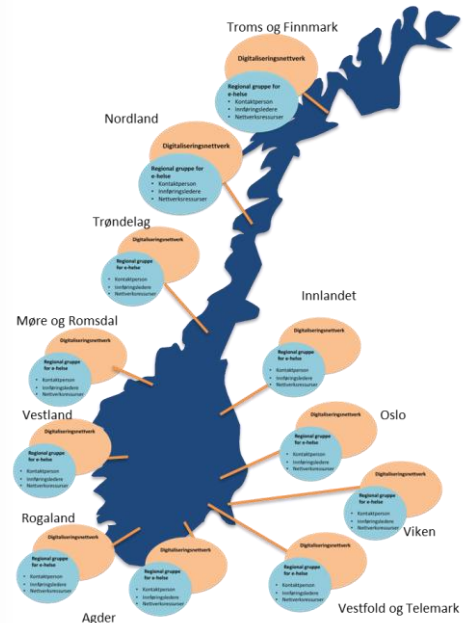 Troms og Finnmark
Digitaliseringsnettverk
Regional gruppe for
e-helse
• Kontaktperson
• Innføringsledere
• Nettverksressurser
Nordland
Digitaliseringsnettverk
Regional gruppe for
e-helse
• Kontaktperson
• Innføringsledere
• Nettverksressurser
Trøndelag
Digitaliseringsnettverk
Regional gruppe
for e-helse
• Kontaktperson
• Innføringsledere
• Nettverksressurser
Innlandet
Digitaliseringsnettverk
Regional gruppe
for e-helse
• Kontaktperson
• Innføringsledere
• Nettverksressurser
Møre og Romsdal
Digitaliseringsnettverk
Regional gruppe
for e-helse
• Kontaktperson
• Innføringsledere
• Nettverksressurser
Oslo
Digitaliseringsnettverk
Regional gruppe
for e-helse
• Kontaktperson
• Innføringsledere
• Nettverksressurser
Vestland
Digitaliseringsnettverk
Regional gruppe
for e-helse
• Kontaktperson
• Innføringsledere
• Nettverksressurser
Digitaliseringsnettverk
Regional gruppe
for e-helse
• Kontaktperson
• Innføringsledere
• Nettverksressurser
Viken
Rogaland
Digitaliseringsnettverk
Regional gruppe
for e-helse
• Kontaktperson
• Innføringsledere
• Nettverksressurser
Digitaliseringsnettverk
Regional gruppe
for e-helse
• Kontaktperson
• Innføringsledere
• Nettverksressurser
Agder
Digitaliseringsnettverk
Regional gruppe
for e-helse
• Kontaktperson
• Innføringsledere
• Nettverksressurser
Vestfold og Telemark